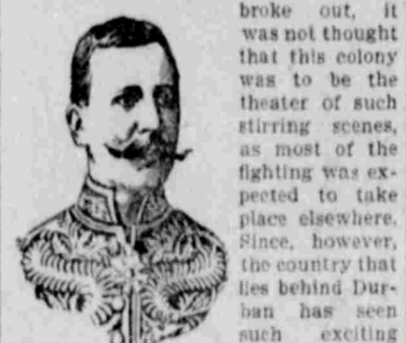 broke out, it
was not thought
that this colony
was to be the
theater of such
stirring scenes,
as most of the
fighting was ex-
pected to take
place elsewhere.
Since, however,
the country that
lies behind Dur-
ban has seen
such exciting